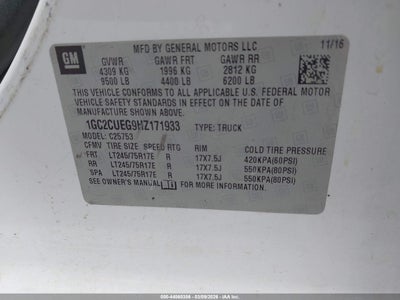 GM
MFD BY GENERAL MOTORS LLC 11/16
GVWR GAWR FRT GAWR RR
4309 KG 1996 KG 2812 KG
9500 LB 4400 LB 6200 LB
THIS VEHICLE CONFORMS TO ALL APPLICABLE U.S. FEDERAL MOTOR
VEHICLE SAFETY STANDARDS IN EFFECT ON THE DATE OF
MANUFACTURE SHOWN ABOVE.
1GC2CUEG9HZ171933 TYPE: TRUCK
MODEL: C25753
CFMV TIRE SIZE SPEED RTG RIM COLD TIRE PRESSURE
FRT LT245/75R17E R 17X7.5J 420KPA(60PSI)
RR LT245/75R17E R 17X7.5J 550KPA(80PSI)
SPA LT245/75R17E R 17X7.5J 550KPA(80PSI)
SEE OWNER'S MANUAL FOR MORE INFORMATION.